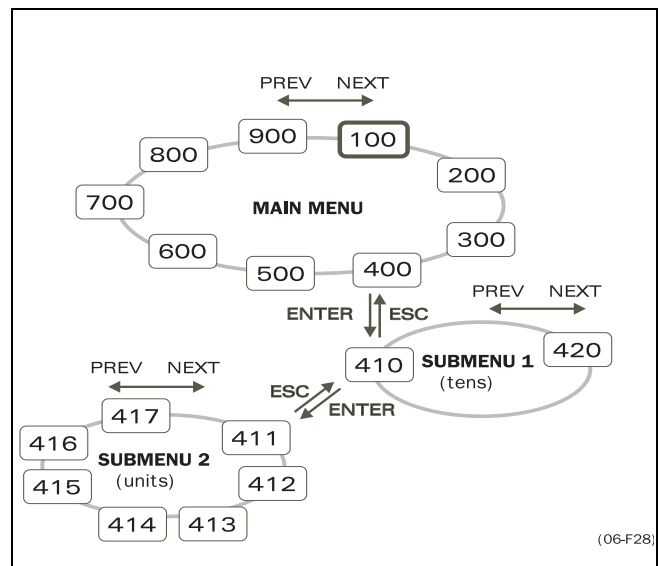 PREV NEXT
900 100
800
200
700
MAIN MENU
300
600
500 400
PREV NEXT
ENTER ESC
420
410 SUBMENU 1
(tens)
PREV NEXT
ESC
ENTER
417
411
416
SUBMENU 2
412
415 (units)
414 413
(06-F28)